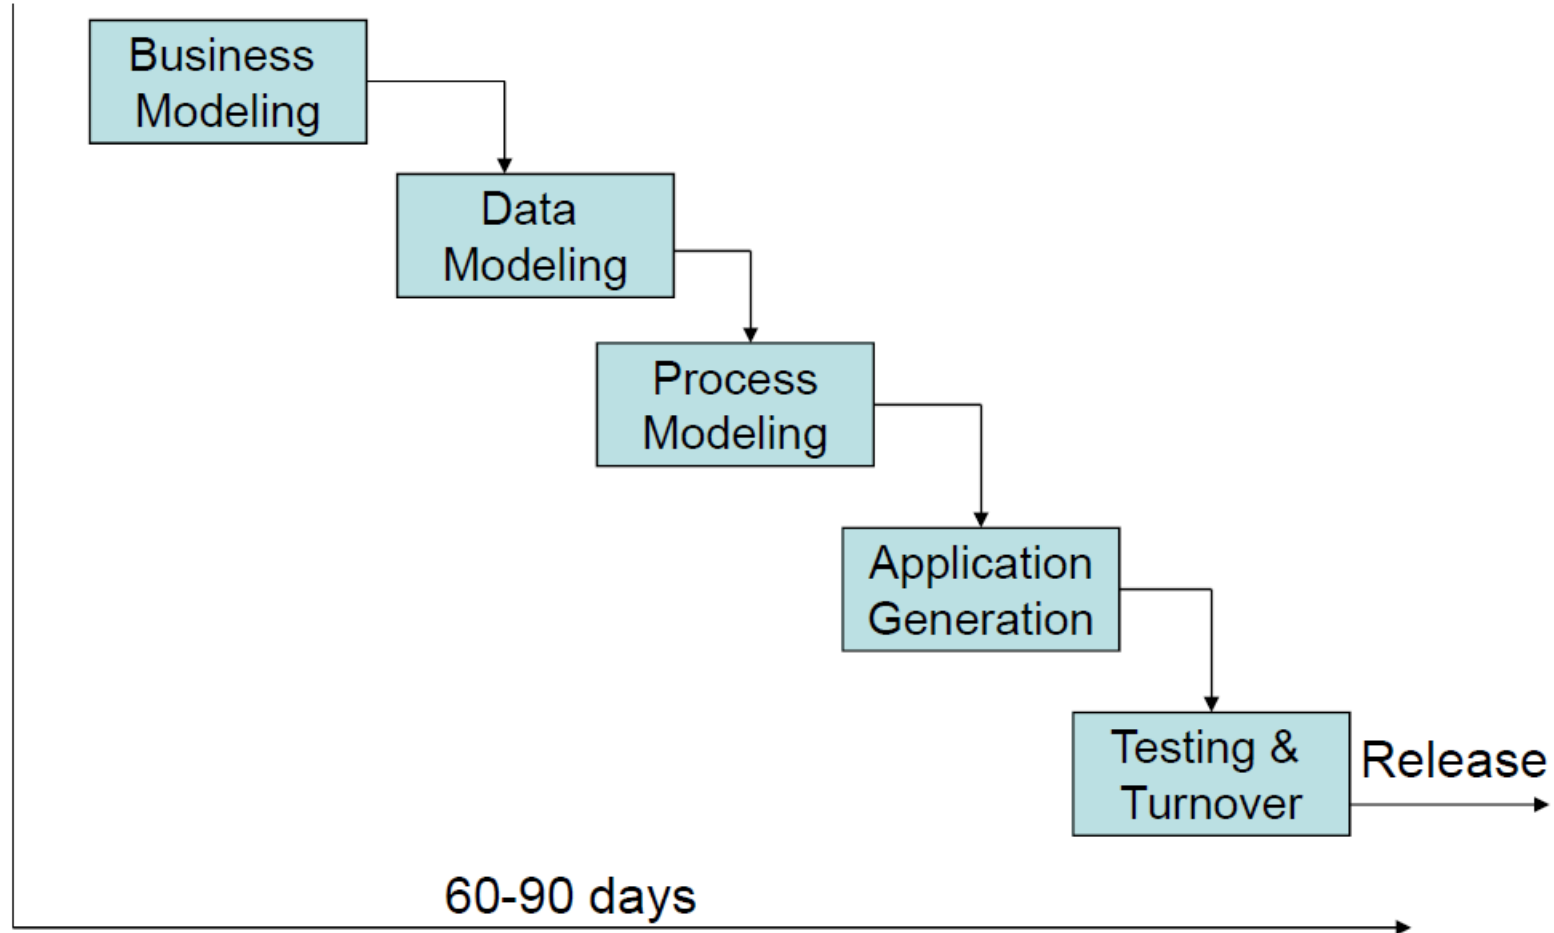 Business
Modeling
Data
Modeling
Process
Modeling
Application
Generation
Testing &
Turnover
Release
60-90 days